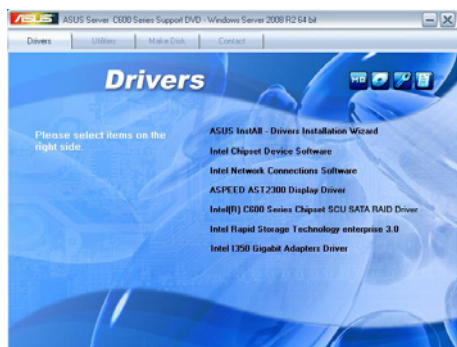 ASUS ASUS Server C600 Series Support DVD - Windows Server 2008 R2 64 bit
Drivers Utilities Make Disk Contact
Drivers
Please select items on the
right side.
ASUS InstAll - Drivers Installation Wizard
Intel Chipset Device Software
Intel Network Connections Software
ASPEED AST2300 Display Driver
Intel(R) C600 Series Chipset SCU SATA RAID Driver
Intel Rapid Storage Technology enterprise 3.0
Intel I350 Gigabit Adapters Driver